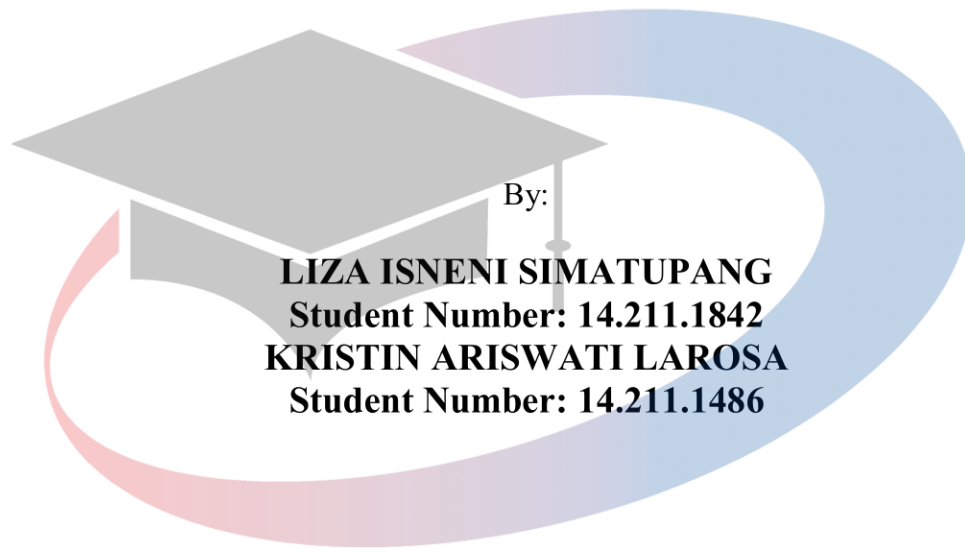 By:
LIZA ISNENI SIMATUPANG
Student Number: 14.211.1842
KRISTIN ARISWATI LAROSA
Student Number: 14.211.1486